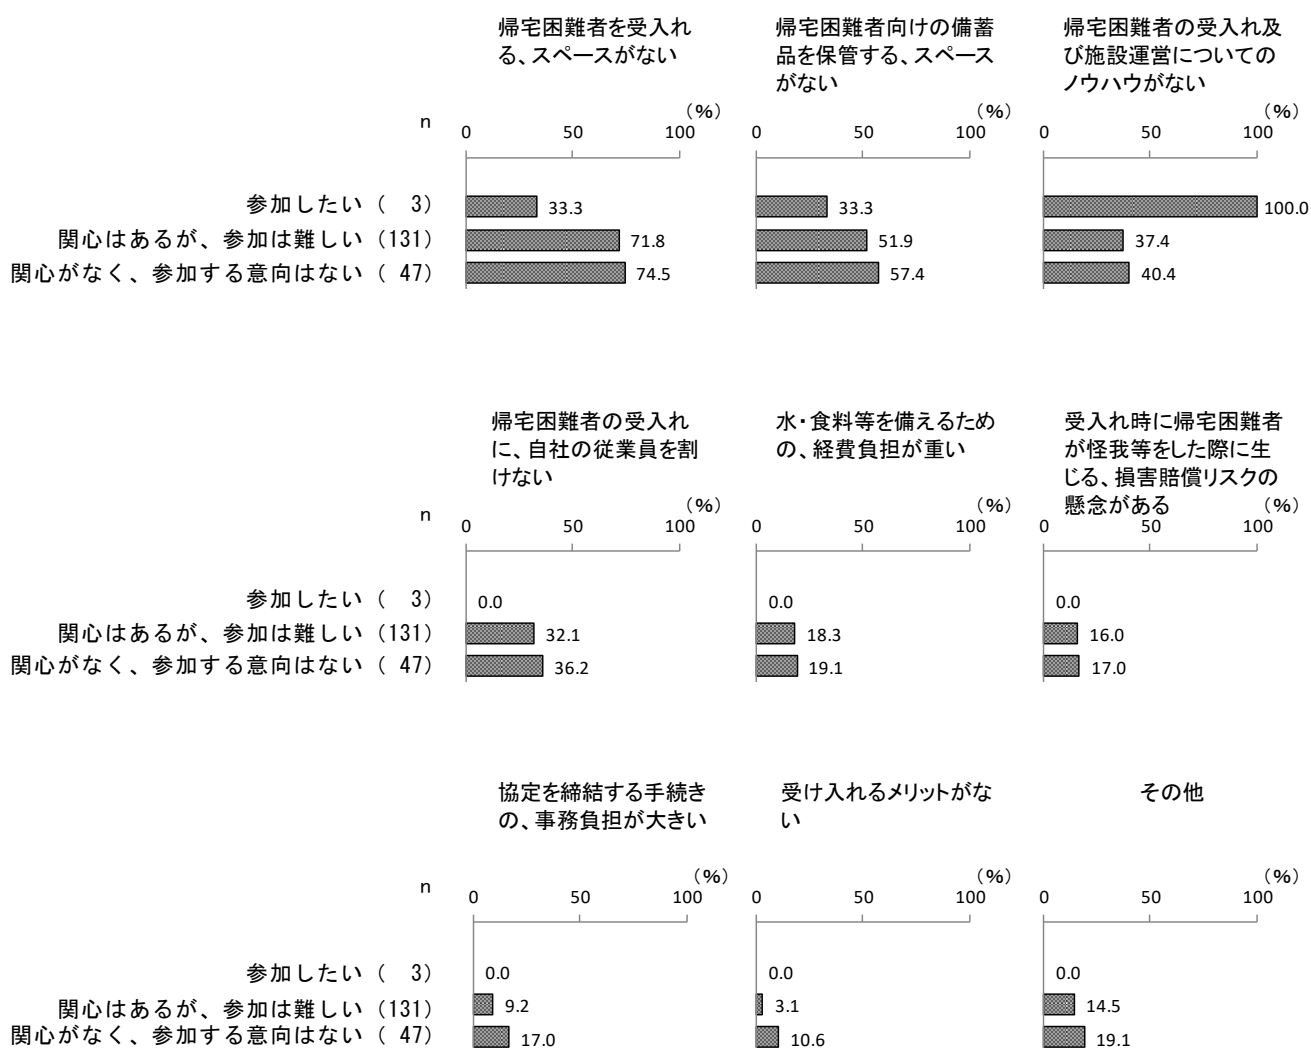 帰宅困難者を受入れ
る、スペースがない
帰宅困難者向けの備蓄
品を保管する、スペース
がない
帰宅困難者の受入れ及
び施設運営についての
ノウハウがない
n
(%)
0 50 100
(%)
0 50 100
(%)
0 50 100
参加したい ( 3) 33.3 33.3 100.0
関心はあるが、参加は難しい (131) 71.8 51.9 37.4
関心がなく、参加する意向はない ( 47) 74.5 57.4 40.4
帰宅困難者の受入れ
に、自社の従業員を割
けない
水・食料等を備えるため
の、経費負担が重い
受入れ時に帰宅困難者
が怪我等をした際に生
じる、損害賠償リスクの
懸念がある
n
(%)
0 50 100
(%)
0 50 100
(%)
0 50 100
参加したい ( 3) 0.0 0.0 0.0
関心はあるが、参加は難しい (131) 32.1 18.3 16.0
関心がなく、参加する意向はない ( 47) 36.2 19.1 17.0
協定を締結する手続き
の、事務負担が大きい
受け入れるメリットがな
い
その他
n
(%)
0 50 100
(%)
0 50 100
(%)
0 50 100
参加したい ( 3) 0.0 0.0 0.0
関心はあるが、参加は難しい (131) 9.2 3.1 14.5
関心がなく、参加する意向はない ( 47) 17.0 10.6 19.1